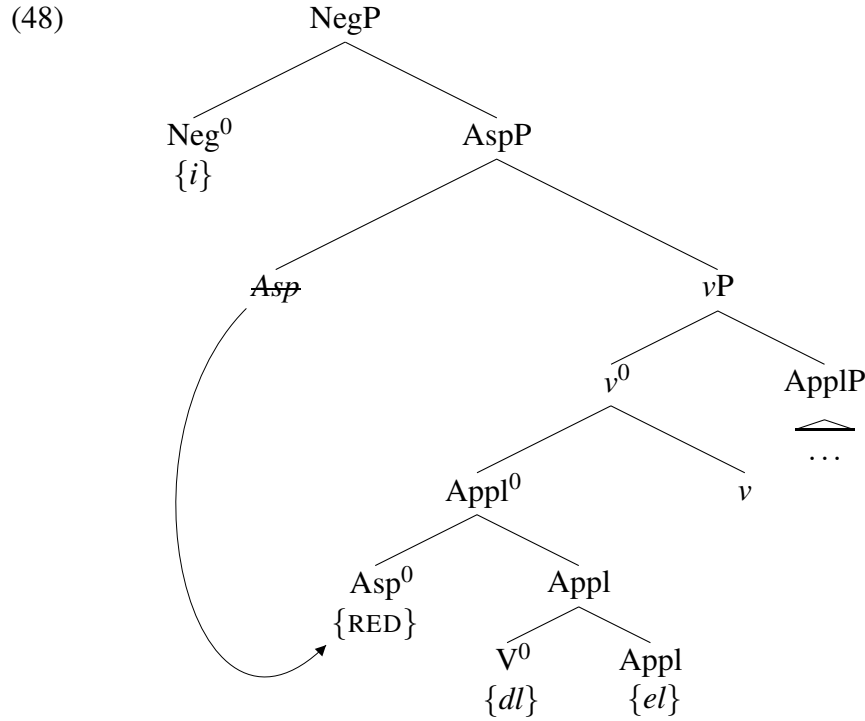 (48) NegP
Neg⁰ AspP
{i}
Asp vP
v⁰ ApplP
...
Appl⁰ v
Asp⁰ Appl
{RED}
V⁰ Appl
{dl} {el}